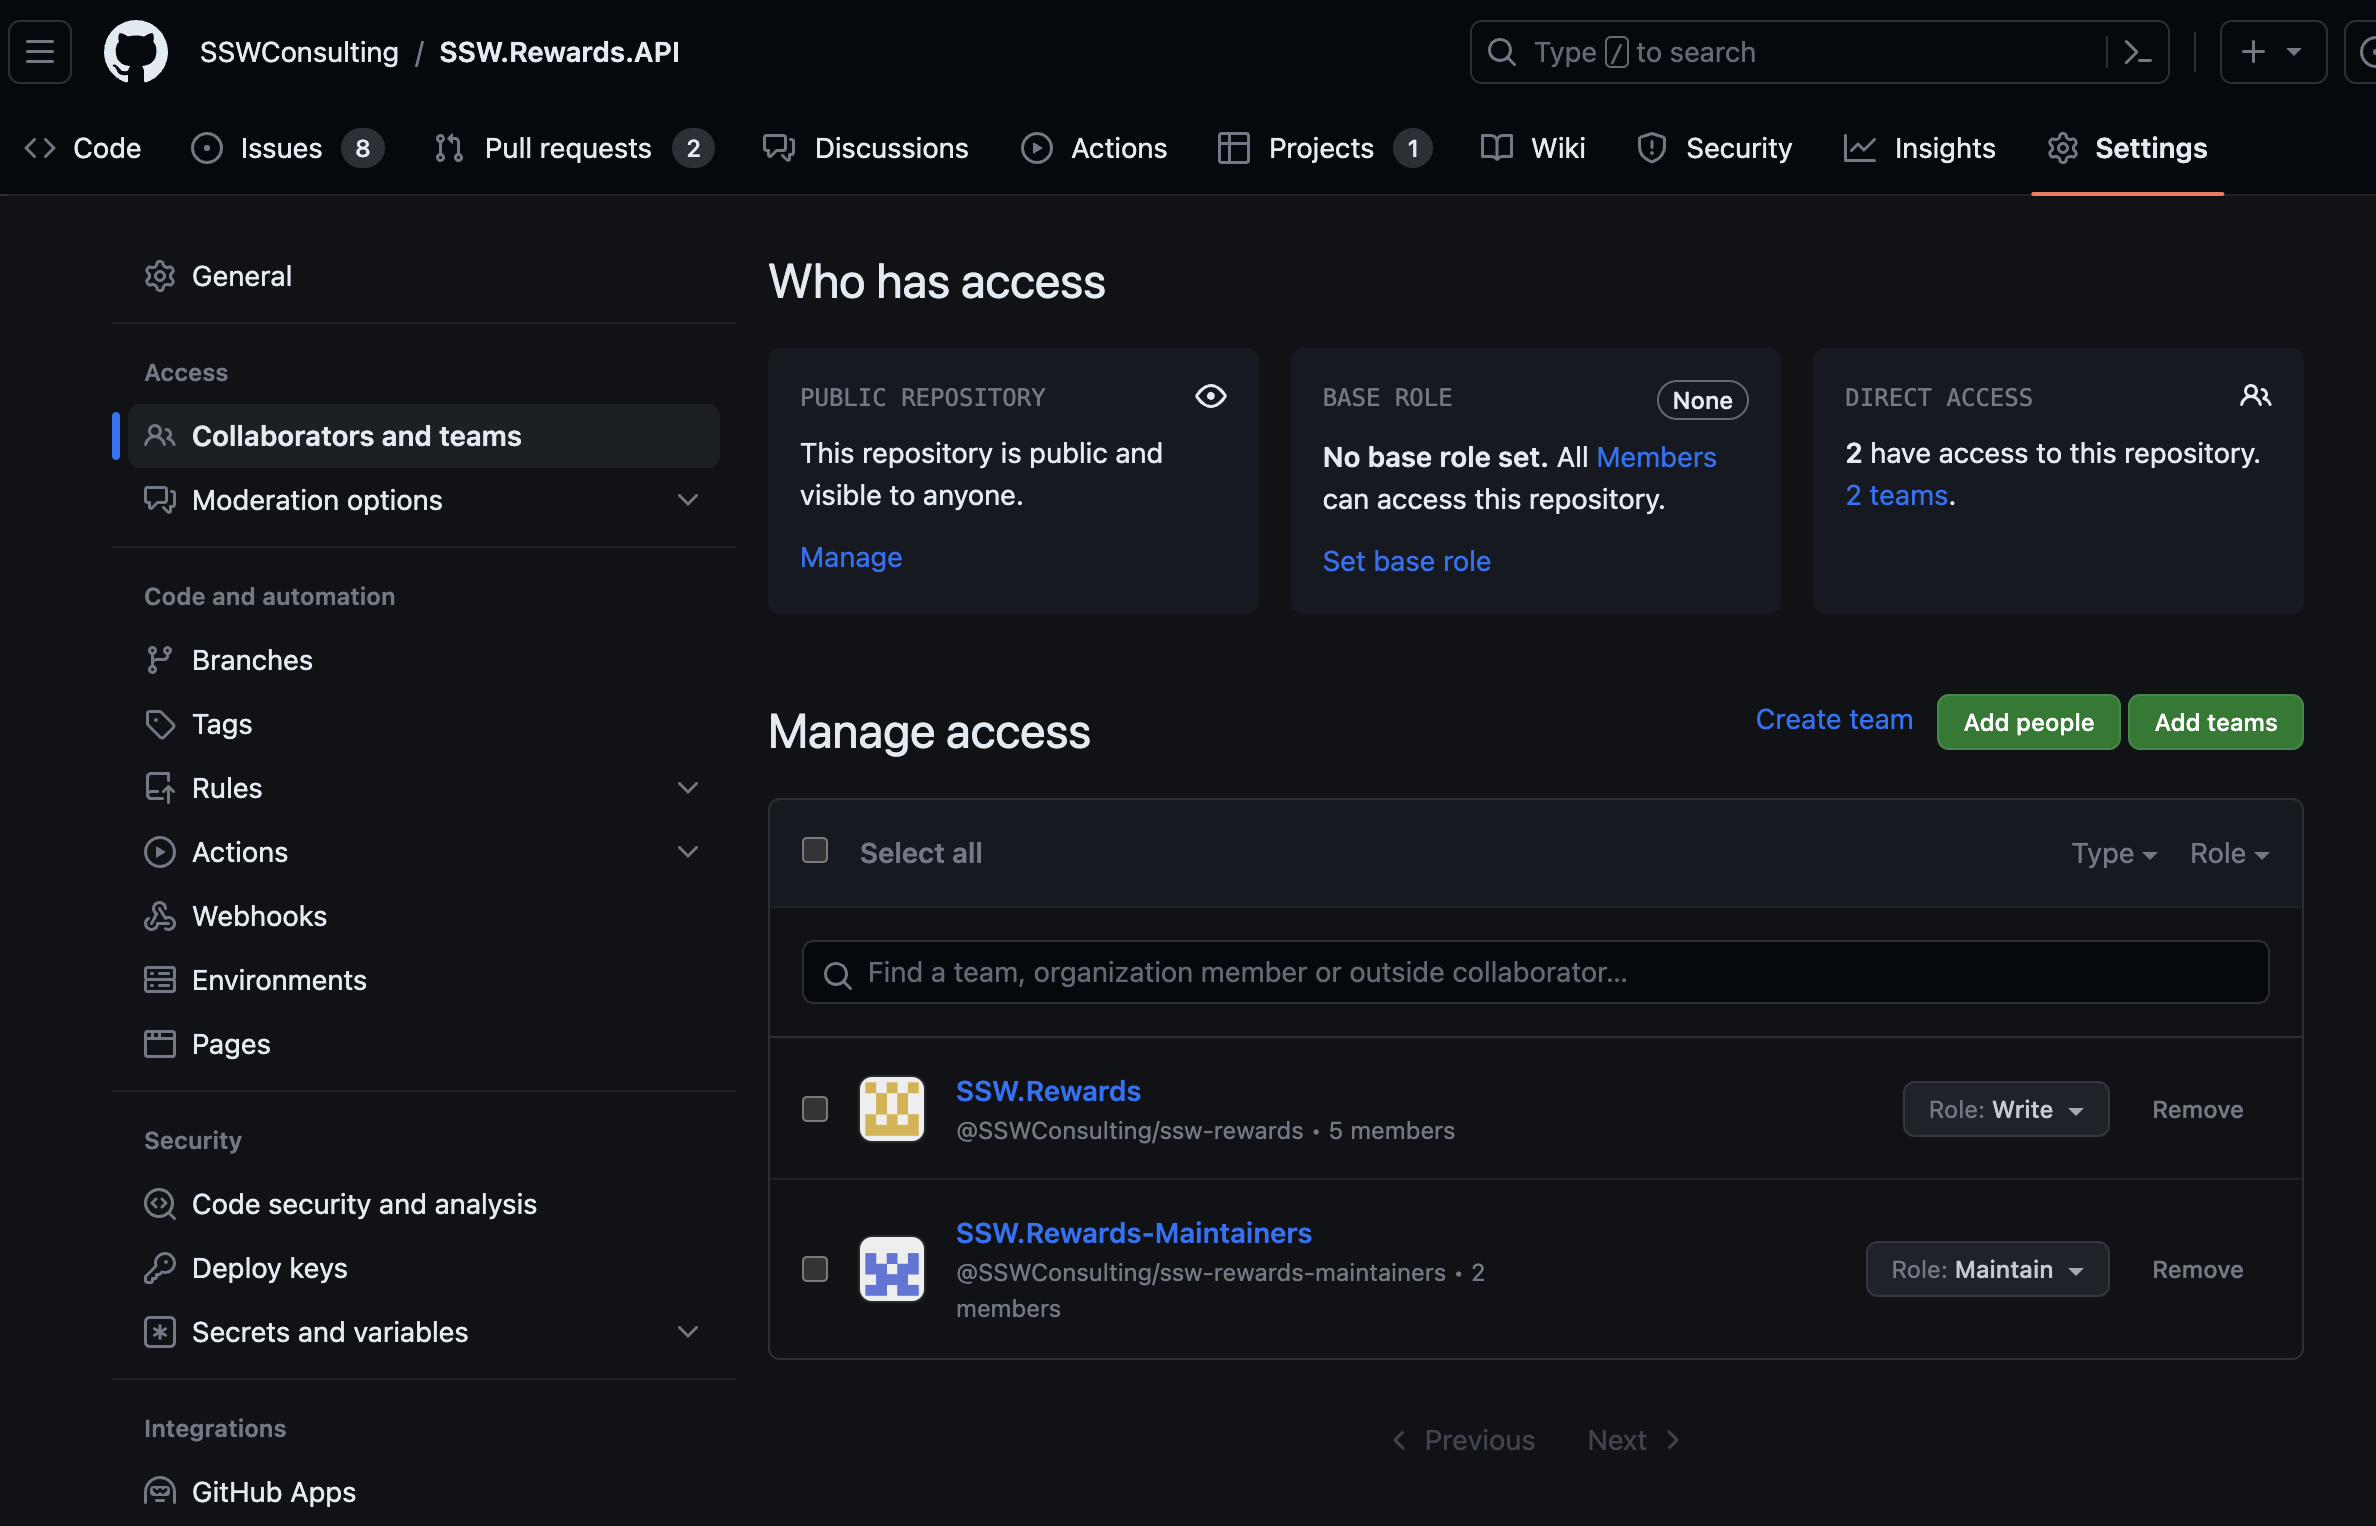 SSWConsulting / SSW.Rewards.API
Type / to search
Code
Issues 8
Pull requests 2
Discussions
Actions
Projects 1
Wiki
Security
Insights
Settings
General
Access
Collaborators and teams
Moderation options
Code and automation
Branches
Tags
Rules
Actions
Webhooks
Environments
Pages
Security
Code security and analysis
Deploy keys
Secrets and variables
Integrations
GitHub Apps
Who has access
PUBLIC REPOSITORY
This repository is public and
visible to anyone.
Manage
BASE ROLE
None
No base role set. All Members
can access this repository.
Set base role
DIRECT ACCESS
2 have access to this repository.
2 teams.
Manage access
Create team
Add people
Add teams
Select all
Type
Role
Find a team, organization member or outside collaborator...
SSW.Rewards
@SSWConsulting/ssw-rewards • 5 members
Role: Write
Remove
SSW.Rewards-Maintainers
@SSWConsulting/ssw-rewards-maintainers • 2
members
Role: Maintain
Remove
Previous
Next